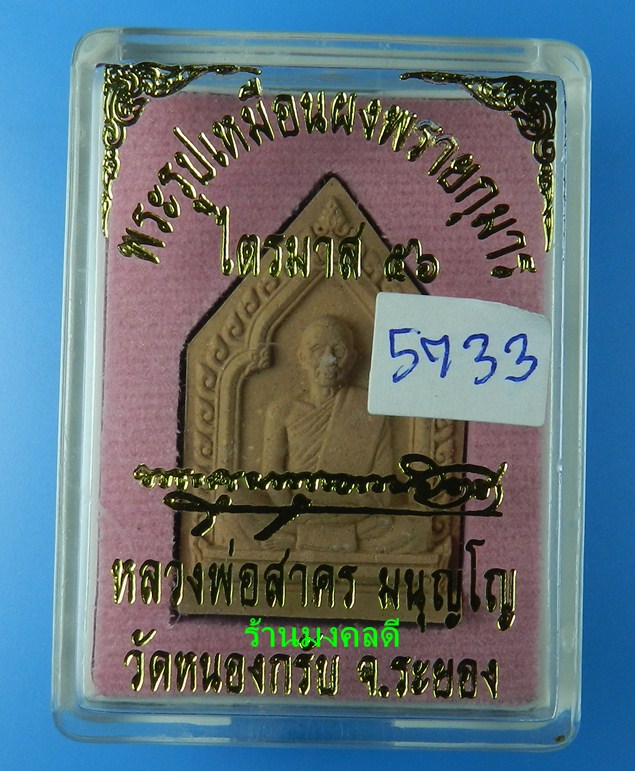 พระรูปเหมือนผงพรายกุมาร
ไตรมาส ๕๖
5733
หลวงพ่อสาคร มนุญโญ
ร้านมงคลดี
วัดหนองกรับ จ.ระยอง